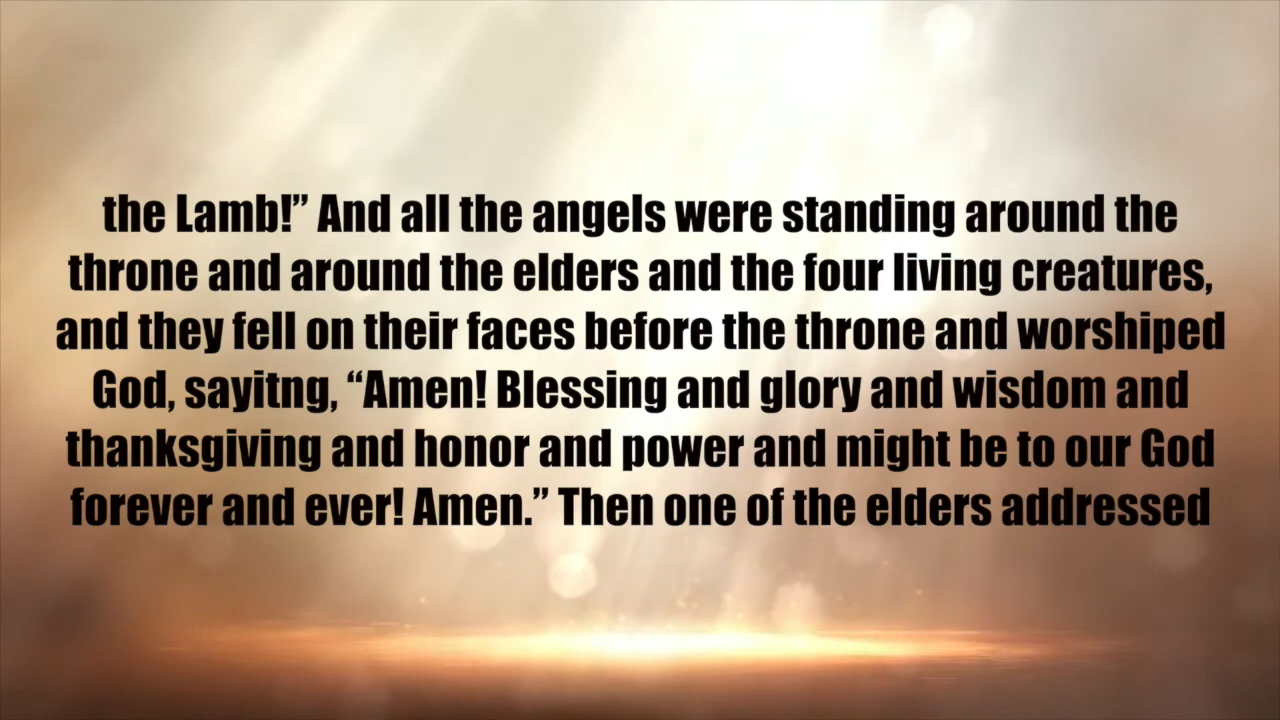 the Lamb!” And all the angels were standing around the
throne and around the elders and the four living creatures,
and they fell on their faces before the throne and worshiped
God, sayitng, “Amen! Blessing and glory and wisdom and
thanksgiving and honor and power and might be to our God
forever and ever! Amen.” Then one of the elders addressed